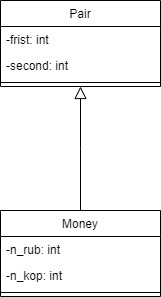 Pair
-frist: int
-second: int
Money
-n_rub: int
-n_kop: int